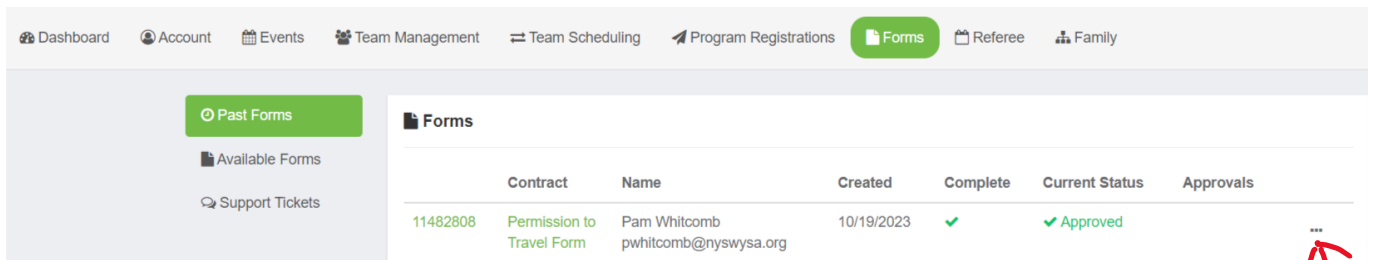 Dashboard Account Events Team Management Team Scheduling Program Registrations Forms Referee Family
Past Forms
Available Forms
Support Tickets
Forms
Contract Name Created Complete Current Status Approvals
11482808 Permission to Pam Whitcomb 10/19/2023 Approved
Travel Form pwhitcomb@nyswysa.org